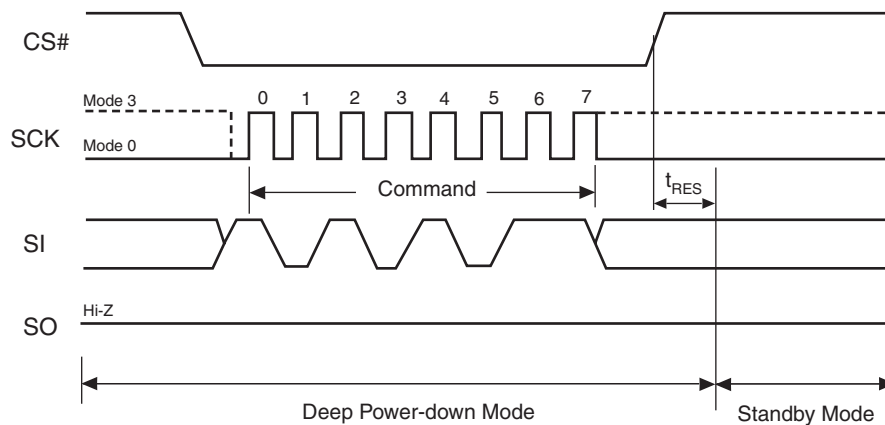 CS#
Mode 3
0 1 2 3 4 5 6 7
SCK
Mode 0
Command
tRES
SI
Hi-Z
SO
Deep Power-down Mode
Standby Mode